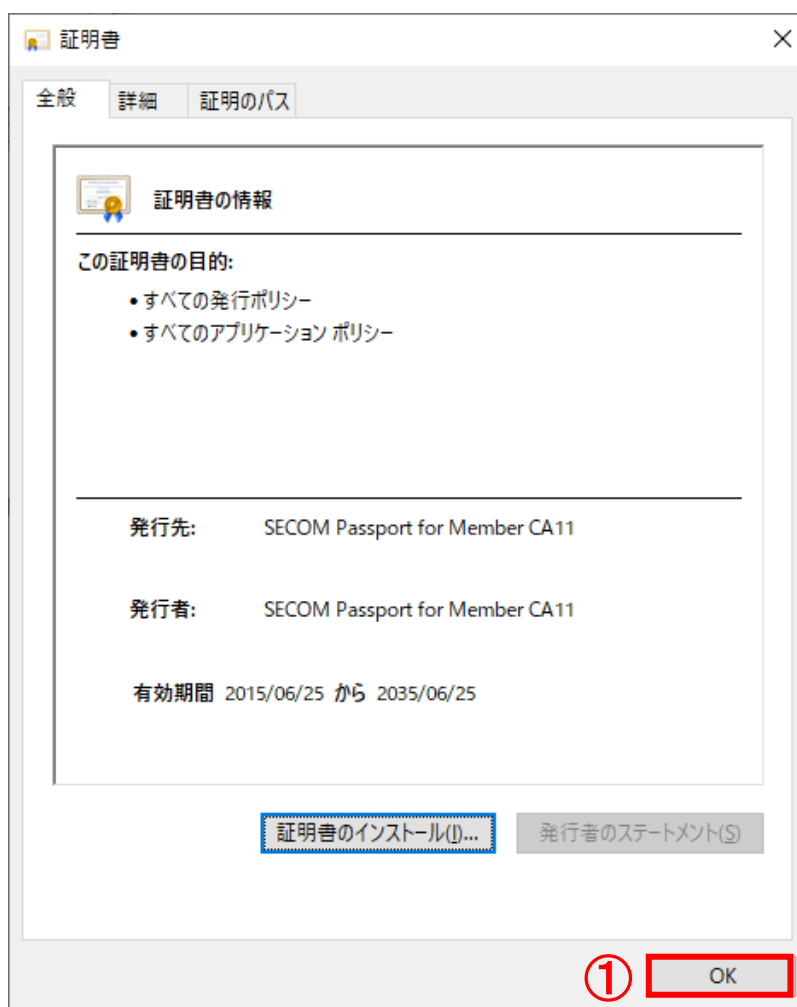 証明書
全般 詳細 証明のパス
証明書の情報
この証明書の目的:
• すべての発行ポリシー
• すべてのアプリケーション ポリシー
発行先: SECOM Passport for Member CA11
発行者: SECOM Passport for Member CA11
有効期間 2015/06/25 から 2035/06/25
証明書のインストール(I)... 発行者のステートメント(S)
① OK